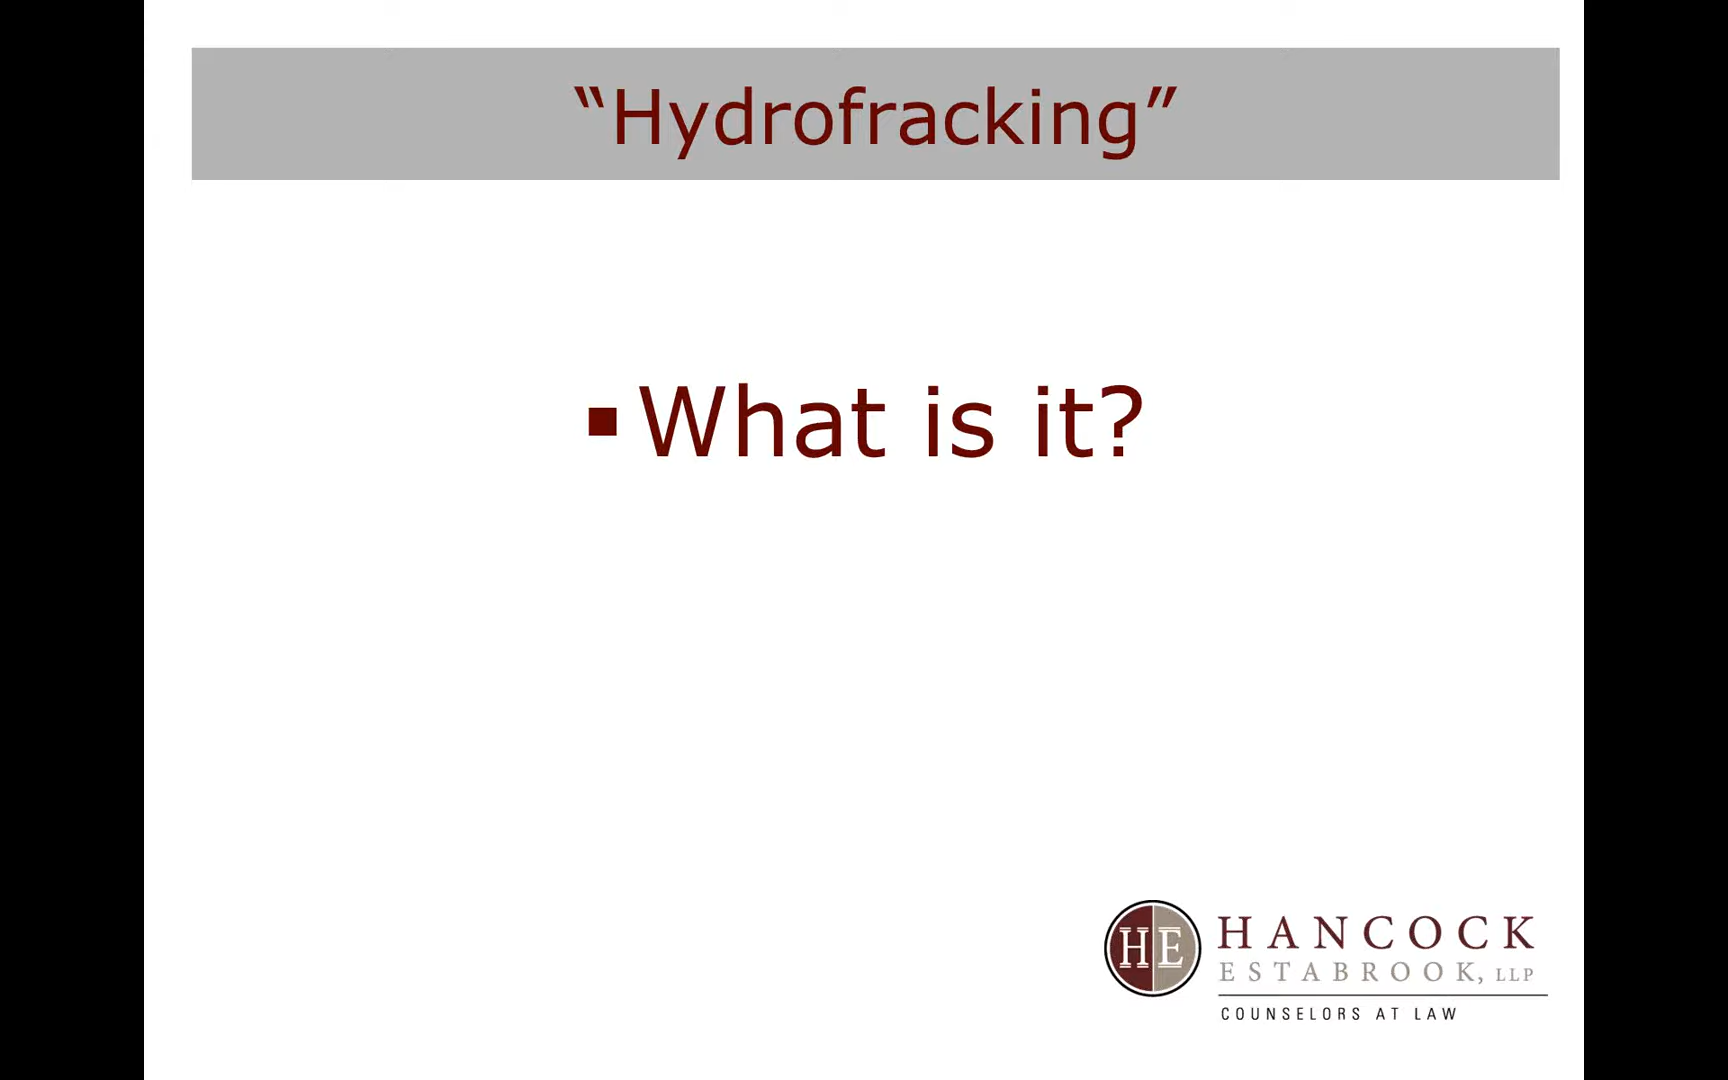 “Hydrofracking”
▪ What is it?
HE
HANCOCK
ESTABROOK, LLP
COUNSELORS AT LAW